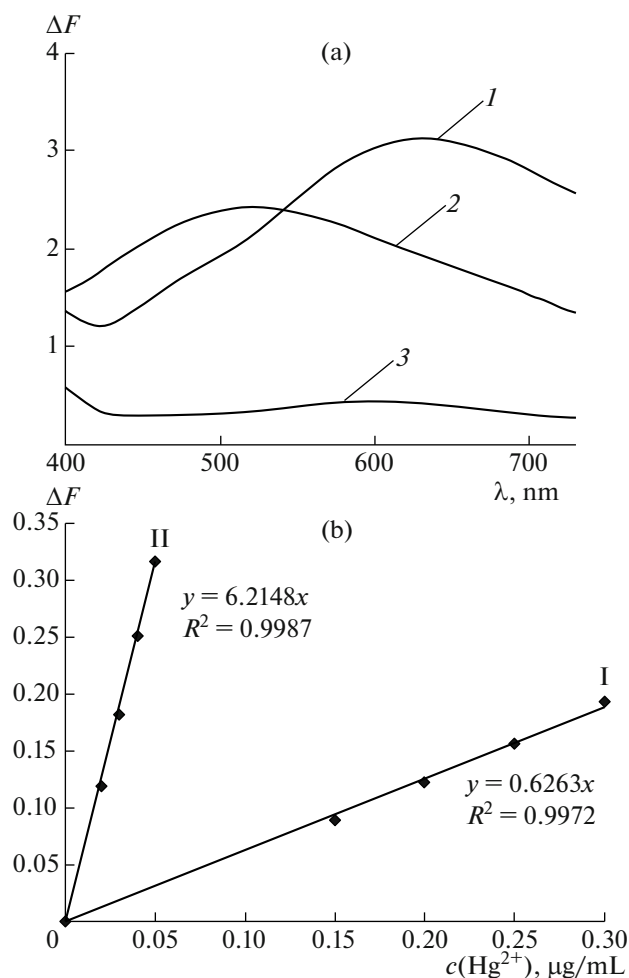 ΔF
(a)
4
3
2
1
1
2
3
400
500
600
700
λ, nm
ΔF
(b)
0.35
0.30
0.25
0.20
0.15
0.10
0.05
0
II
y = 6.2148x
R² = 0.9987
I
y = 0.6263x
R² = 0.9972
0.05
0.10
0.15
0.20
0.25
0.30
c(Hg²⁺), μg/mL